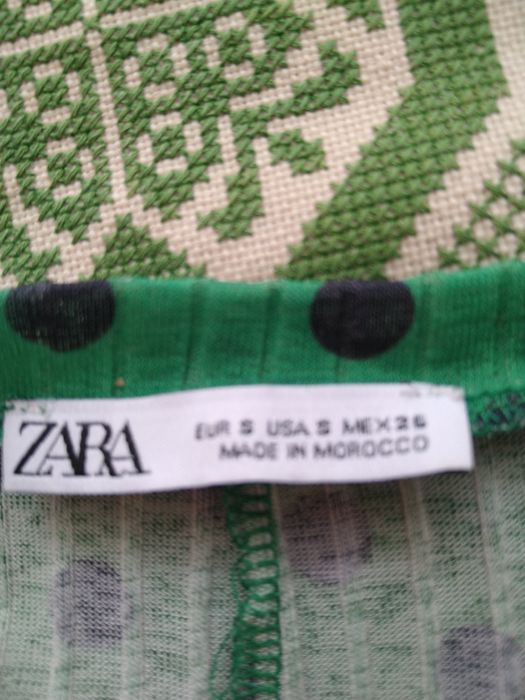 ZARA
EUR S USA S MEX 26
MADE IN MOROCCO